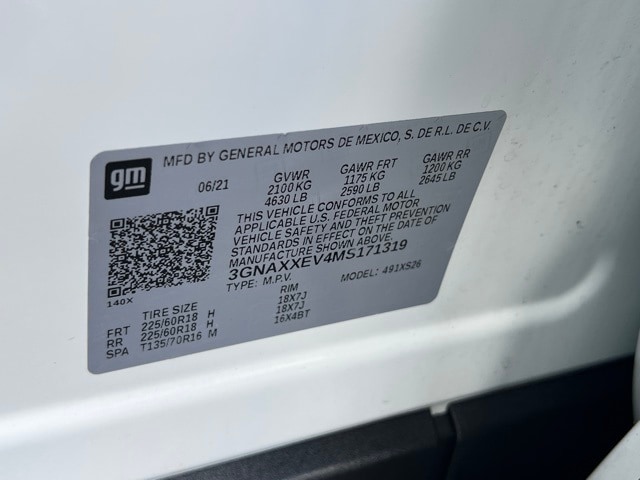 gm
MFD BY GENERAL MOTORS DE MEXICO, S. DE R.L. DE C.V.
06/21 GVWR GAWR FRT GAWR RR
2100 KG 1175 KG 1200 KG
4630 LB 2590 LB 2645 LB
THIS VEHICLE CONFORMS TO ALL
APPLICABLE U.S. FEDERAL MOTOR
VEHICLE SAFETY AND BUMPER
STANDARDS IN EFFECT ON THE DATE OF
MANUFACTURE SHOWN ABOVE.
3GNAXXEV4MS171319
TYPE: M.P.V. MODEL: 491XS26
140X
TIRE SIZE RIM
FRT 225/60R18 H 18X7J
RR 225/60R18 H 18X7J
SPA T135/70R16 M 16X4BT